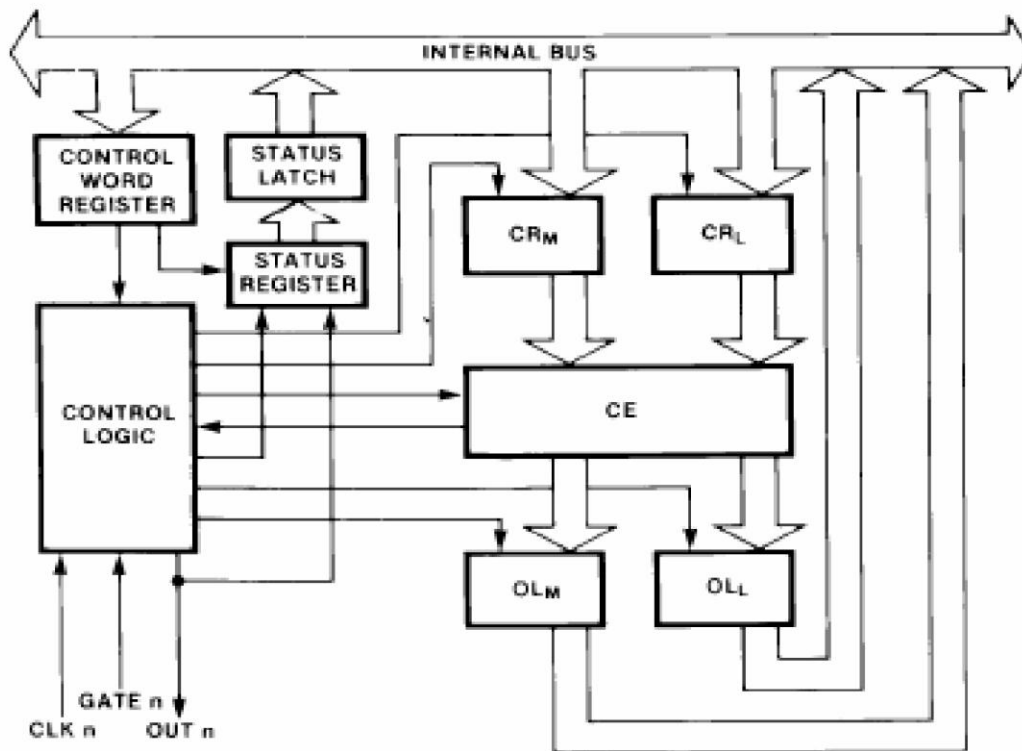 INTERNAL BUS
CONTROL
WORD
REGISTER
STATUS
LATCH
STATUS
REGISTER
CRM
CRL
CONTROL
LOGIC
CE
OLM
OLL
GATE n
CLK n
OUT n